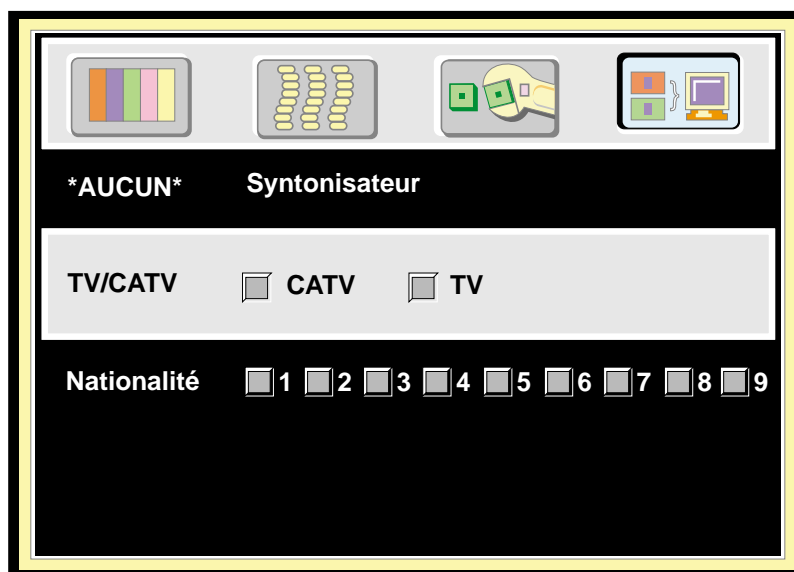 *AUCUN* Syntonisateur
TV/CATV CATV TV
Nationalité 1 2 3 4 5 6 7 8 9